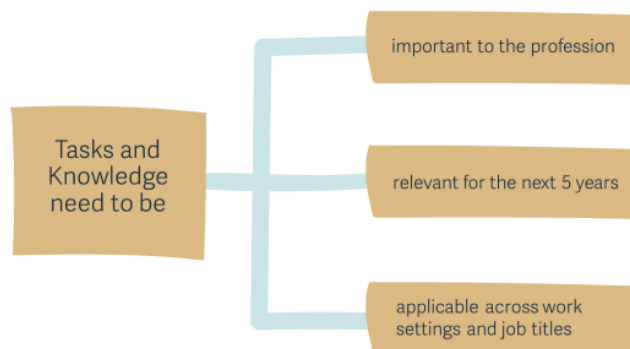 Tasks and
Knowledge
need to be
important to the profession
relevant for the next 5 years
applicable across work
settings and job titles